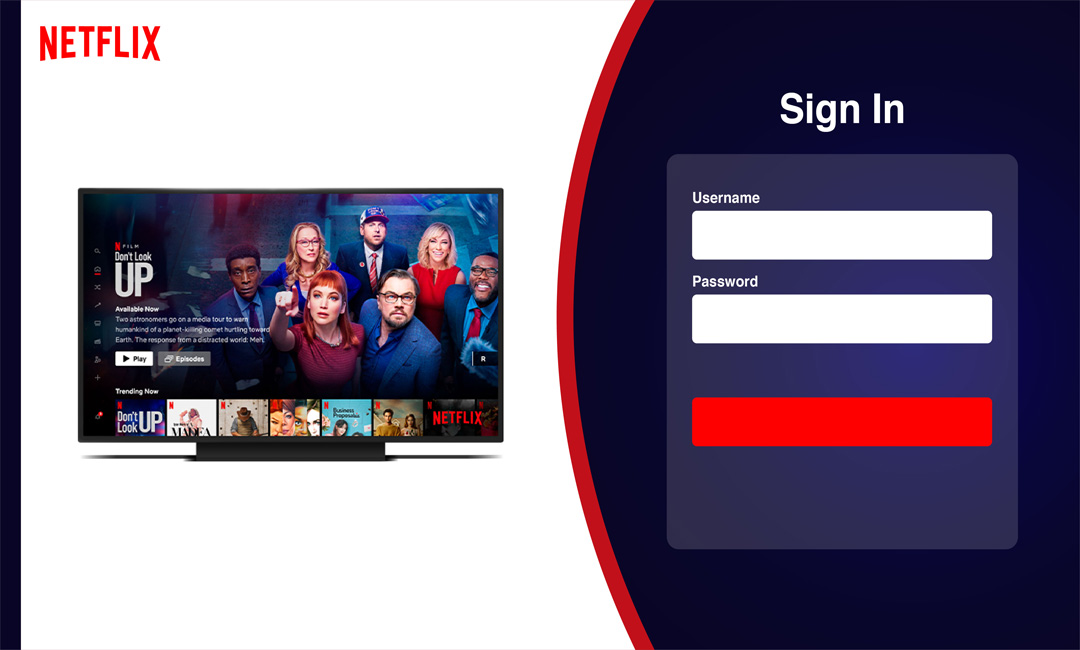 NETFLIX
Sign In
Username
Password
N FILM
Don't Look
UP
Available Now
Two astronomers go on a media tour to warn
humankind of a planet-killing comet hurtling toward
Earth. The response from a distracted world: Meh.
Play
Episodes
R
Trending Now
Don't
Look UP
Business
Proposal
NETFLIX